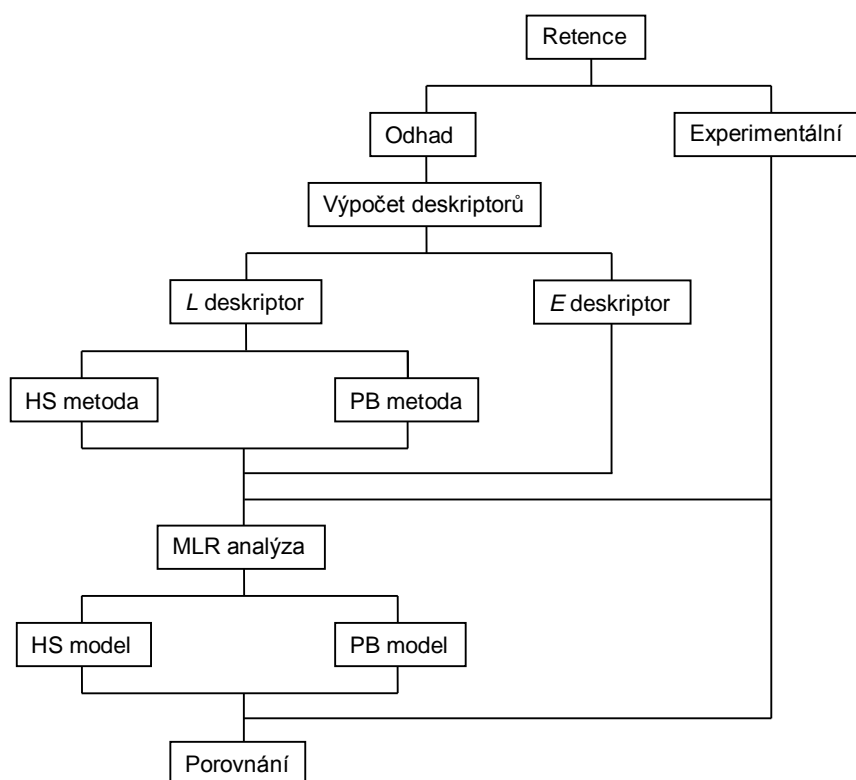 Retence
Odhad
Experimentální
Výpočet deskriptorů
L deskriptor
E deskriptor
HS metoda
PB metoda
MLR analýza
HS model
PB model
Porovnání